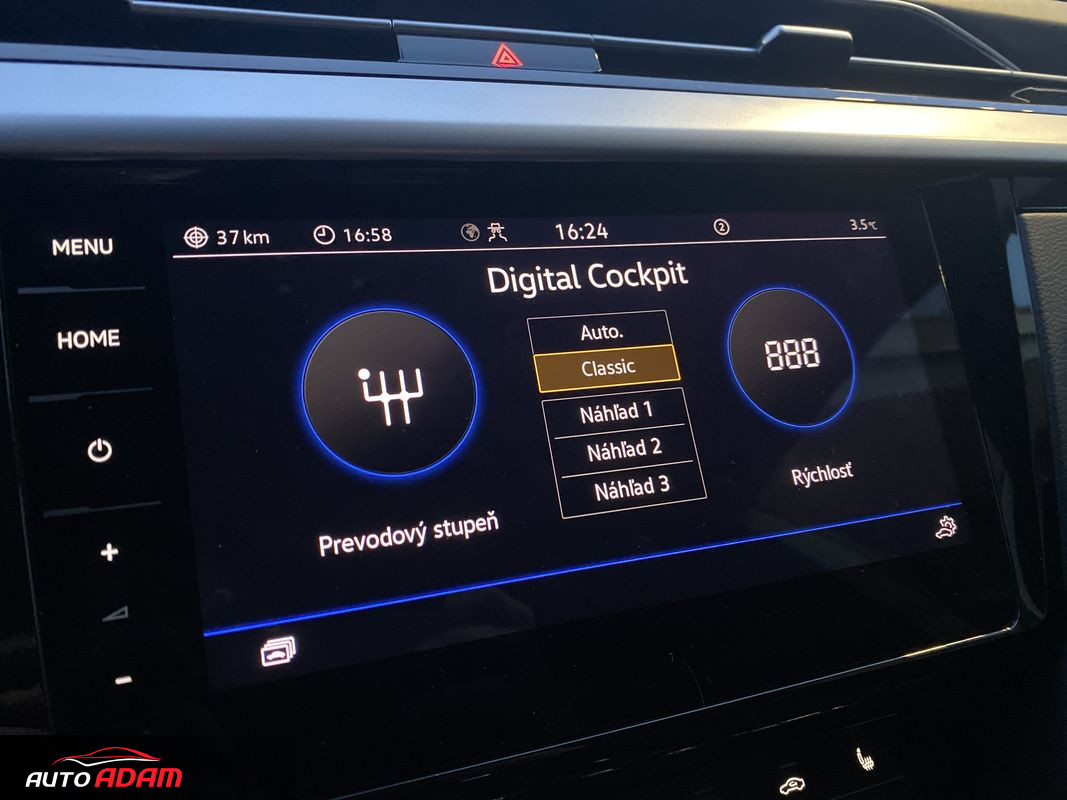 MENU
37 km
16:58
16:24
2
3.5°C
Digital Cockpit
HOME
Auto.
Classic
888
Náhľad 1
Náhľad 2
Náhľad 3
Prevodový stupeň
Rýchlosť
+
-
AUTO ADAM